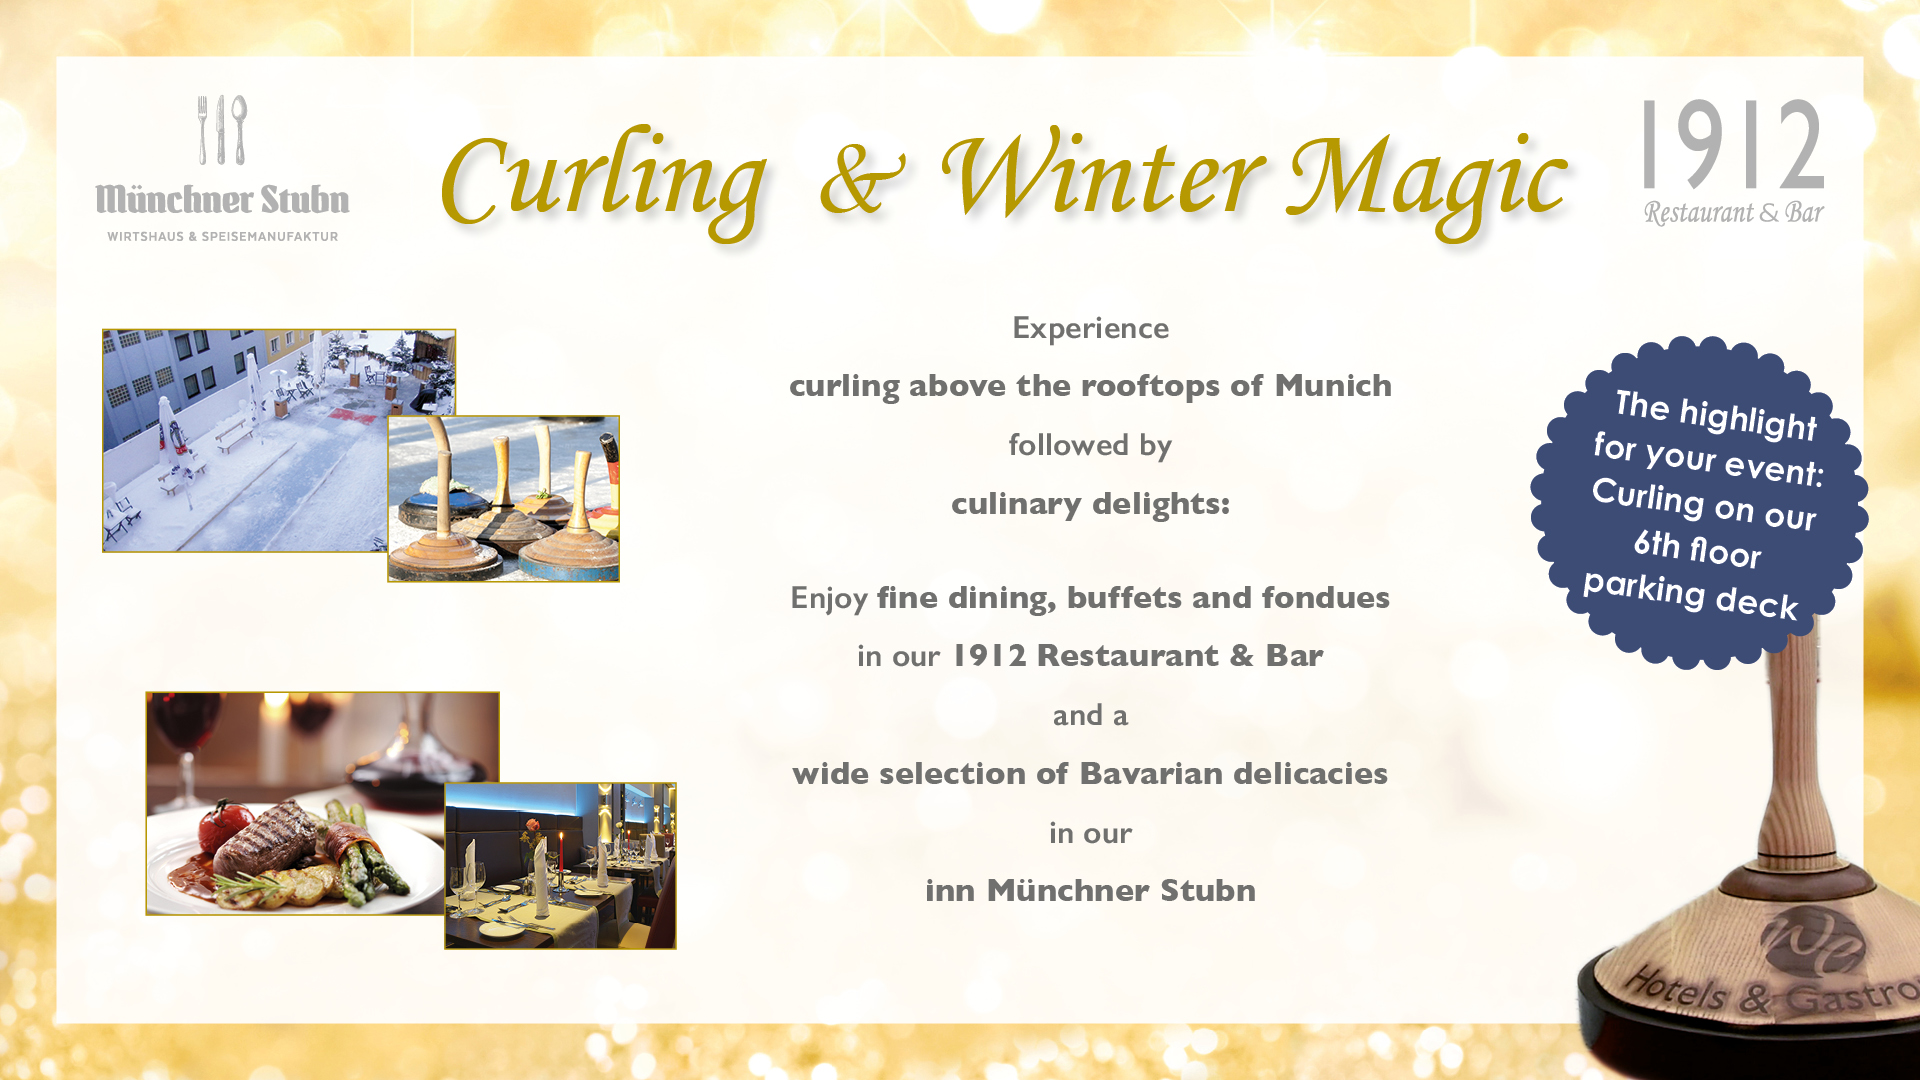 Münchner Stubn
WIRTSHAUS & SPEISEMANUFAKTUR
Curling & Winter Magic
1912
Restaurant & Bar
Experience
curling above the rooftops of Munich
followed by
culinary delights:
Enjoy fine dining, buffets and fondues
in our 1912 Restaurant & Bar
and a
wide selection of Bavarian delicacies
in our
inn Münchner Stubn
The highlight
for your event:
Curling on our
6th floor
parking deck
Hotels & Gastro